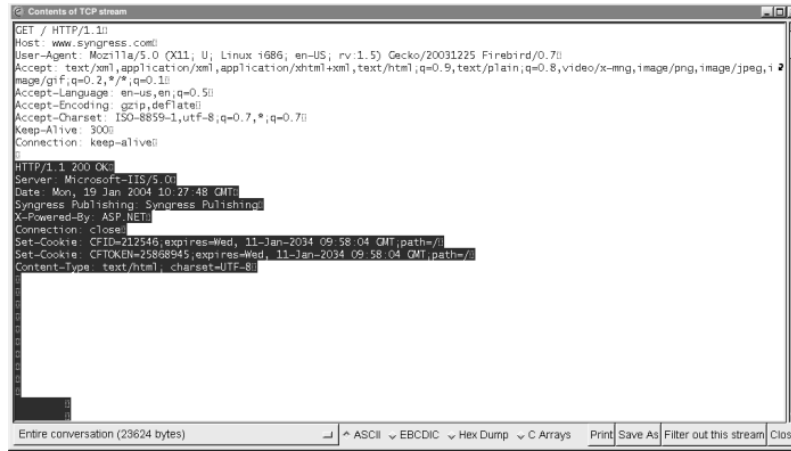 Contents of TCP stream
GET / HTTP/1.1
Host: www.syngress.com
User-Agent: Mozilla/5.0 (X11; U; Linux i686; en-US; rv:1.5) Gecko/20031225 Firebird/0.7
Accept: text/xml,application/xml,application/xhtml+xml,text/html;q=0.9,text/plain;q=0.8,video/x-mng,image/png,image/jpeg,i
mage/gif;q=0.2,*/*;q=0.1
Accept-Language: en-us,en;q=0.5
Accept-Encoding: gzip,deflate
Accept-Charset: ISO-8859-1,utf-8;q=0.7,*;q=0.7
Keep-Alive: 300
Connection: keep-alive
HTTP/1.1 200 OK
Server: Microsoft-IIS/5.0
Date: Mon, 19 Jan 2004 10:27:48 GMT
Syngress Publishing: Syngress Pulishing
X-Powered-By: ASP.NET
Connection: close
Set-Cookie: CFID=212546;expires=Wed, 11-Jan-2034 09:58:04 GMT;path=/
Set-Cookie: CFTOKEN=25868945;expires=Wed, 11-Jan-2034 09:58:04 GMT;path=/
Content-Type: text/html; charset=UTF-8
Entire conversation (23624 bytes) ASCII EBCDIC Hex Dump C Arrays Print Save As Filter out this stream Clos